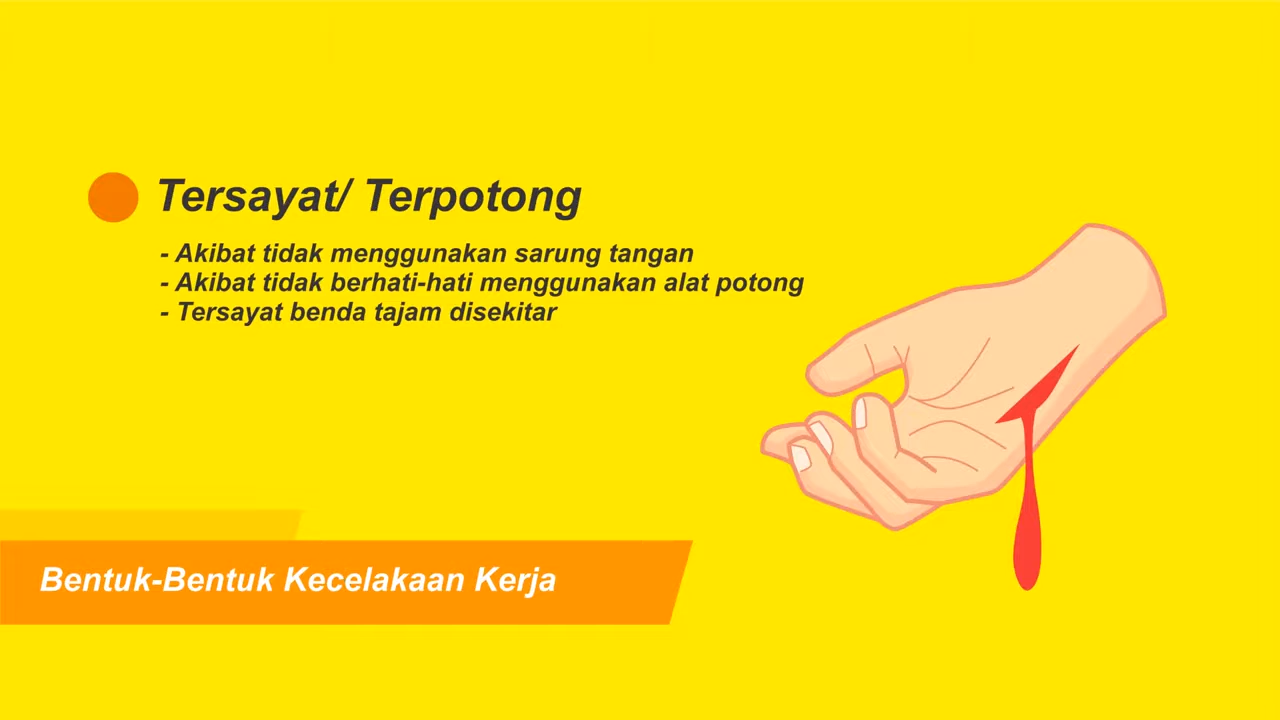 Tersayat/ Terpotong
- Akibat tidak menggunakan sarung tangan
- Akibat tidak berhati-hati menggunakan alat potong
- Tersayat benda tajam disekitar
Bentuk-Bentuk Kecelakaan Kerja